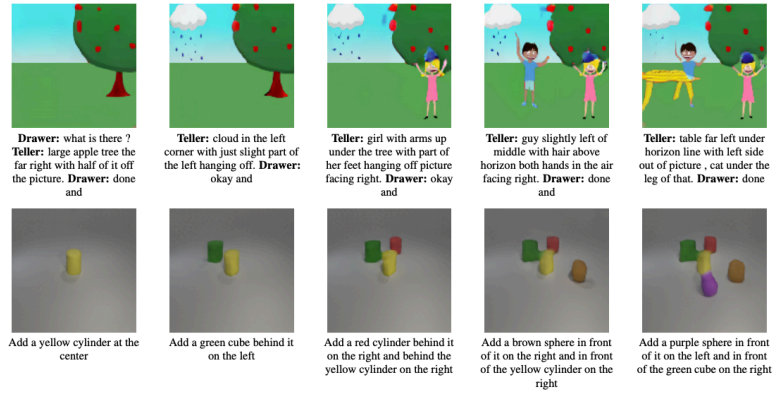 Drawer: what is there ?
Teller: large apple tree the
far right with half of it off
the picture. Drawer: done
and
Teller: cloud in the left
corner with just slight part of
the left hanging off. Drawer:
okay and
Teller: girl with arms up
under the tree with part of
her feet hanging off picture
facing right. Drawer: okay
and
Teller: guy slightly left of
middle with hair above
horizon both hands in the air
facing right. Drawer: done
and
Teller: table far left under
horizon line with left side
out of picture , cat under the
leg of that. Drawer: done
Add a yellow cylinder at the
center
Add a green cube behind it
on the left
Add a red cylinder behind it
on the right and behind the
yellow cylinder on the right
Add a brown sphere in front
of it on the right and in front
of the yellow cylinder on the
right
Add a purple sphere in front
of it on the left and in front
of the green cube on the right